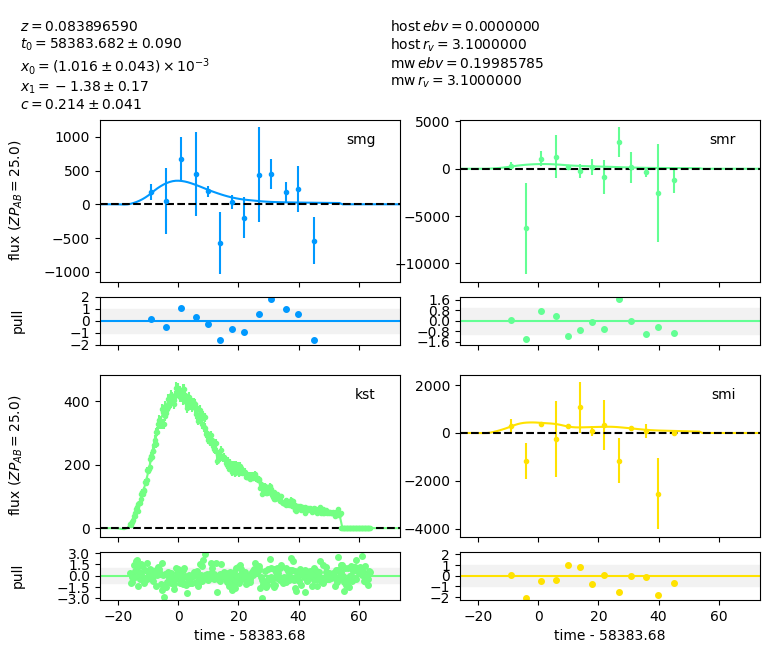 z = 0.083896590
t₀ = 58383.682 ± 0.090
x₀ = (1.016 ± 0.043) × 10⁻³
x₁ = −1.38 ± 0.17
c = 0.214 ± 0.041
host ebv = 0.0000000
host r_v = 3.1000000
mw ebv = 0.19985785
mw r_v = 3.1000000
smg
1000
500
0
−500
−1000
flux (ZP_AB = 25.0)
smr
5000
0
−5000
−10000
2
1
0
−1
−2
pull
1.6
0.8
0.0
−0.8
−1.6
kst
400
200
0
flux (ZP_AB = 25.0)
smi
2000
0
−2000
−4000
3.0
1.5
0.0
−1.5
−3.0
pull
−20 0 20 40 60
time - 58383.68
2
1
0
−1
−2
−20 0 20 40 60
time - 58383.68